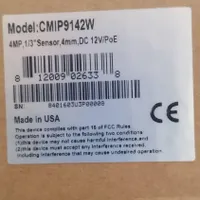 Model:CMIP9142W
4MP,1/3"Sensor,4mm,DC 12V/PoE
8 12009 02633 8
8401603U3P00009
Made in USA
This device complies with part 15 of FCC Rules.
Operation is subject to the following two conditions:
(1)this device may not cause harmful interference and
(2)this device must accept any interference received,
including interference that may cause undesired operation.